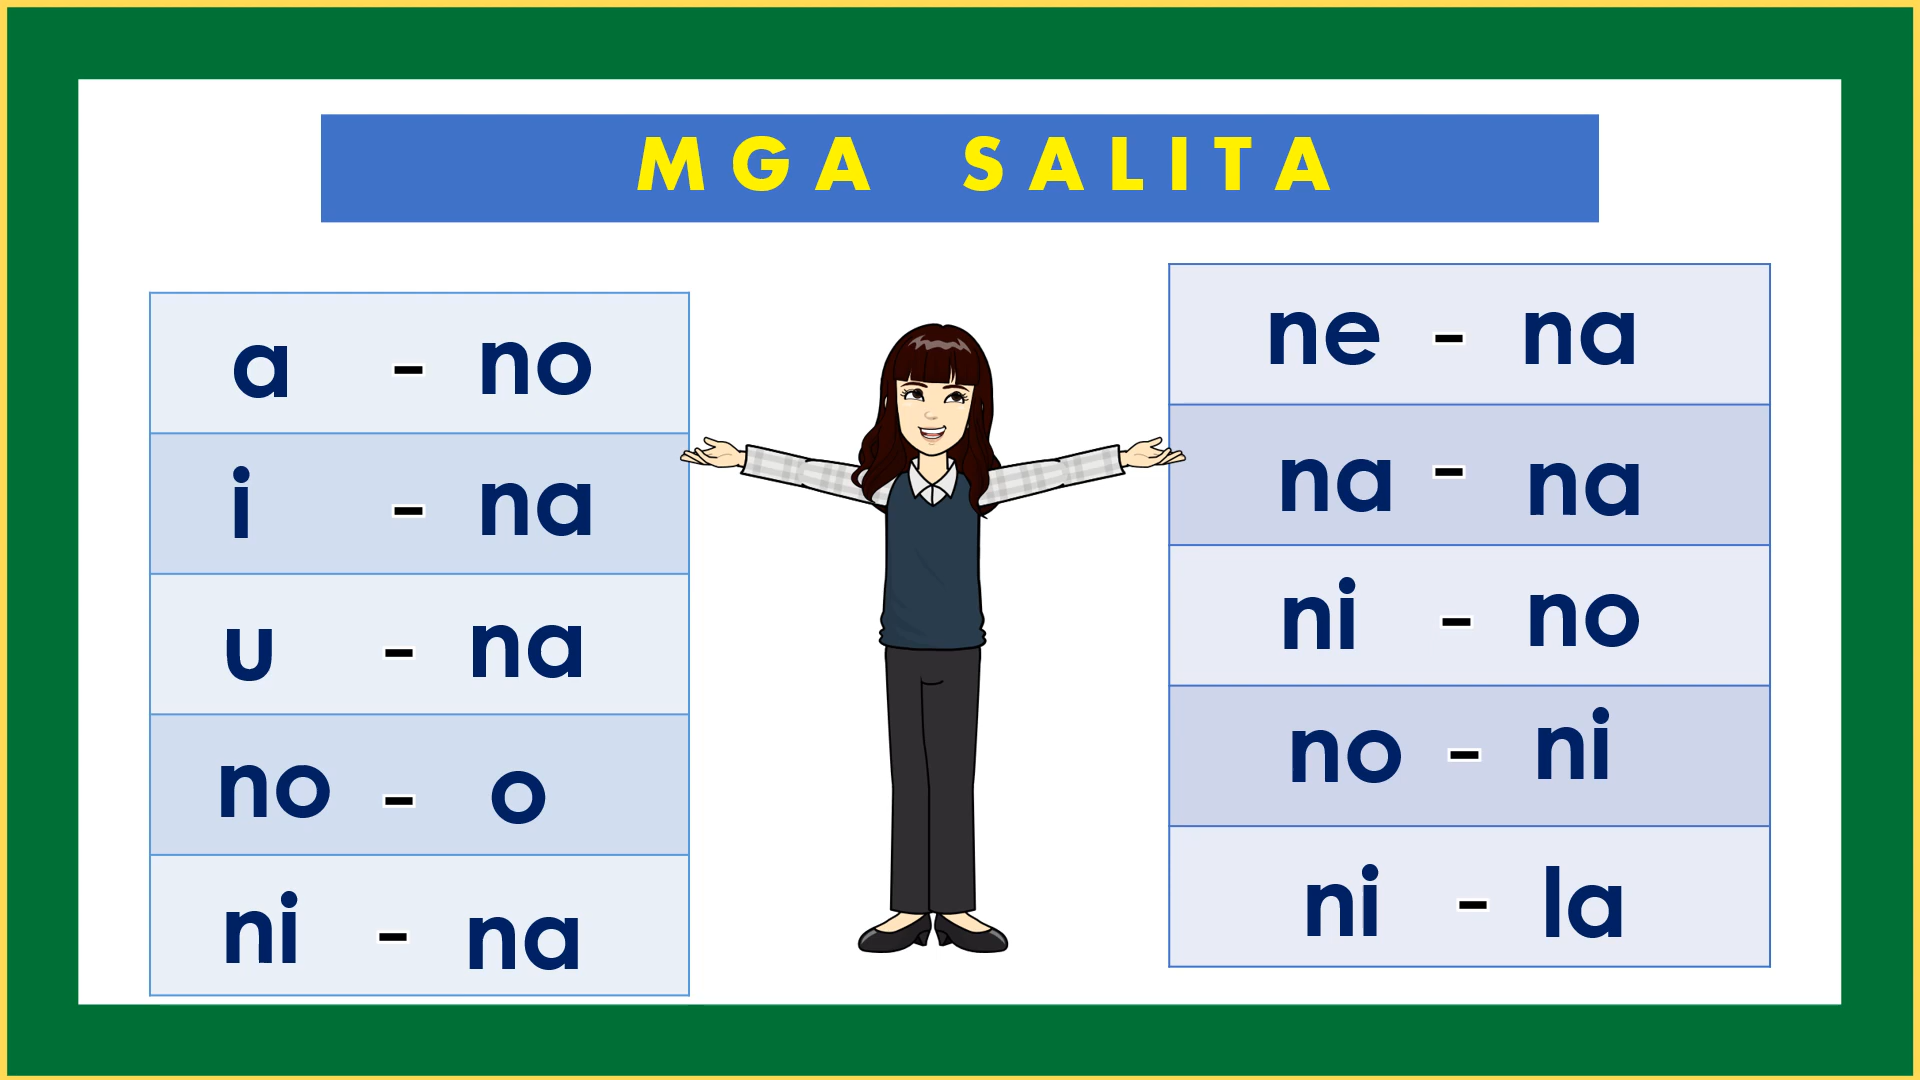 MGA SALITA
a - no
i - na
u - na
no - o
ni - na
ne - na
na - na
ni - no
no - ni
ni - la